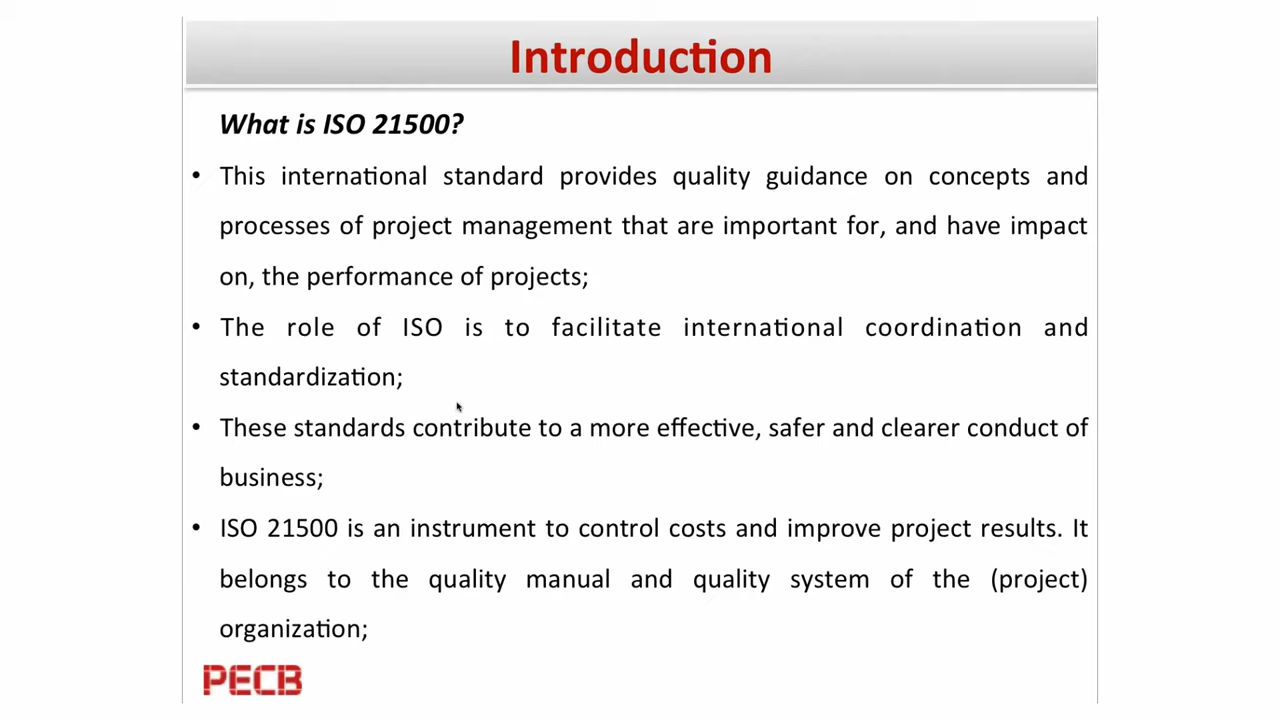 Introduction
What is ISO 21500?
• This international standard provides quality guidance on concepts and
processes of project management that are important for, and have impact
on, the performance of projects;
• The role of ISO is to facilitate international coordination and
standardization;
• These standards contribute to a more effective, safer and clearer conduct of
business;
• ISO 21500 is an instrument to control costs and improve project results. It
belongs to the quality manual and quality system of the (project)
organization;
PECB